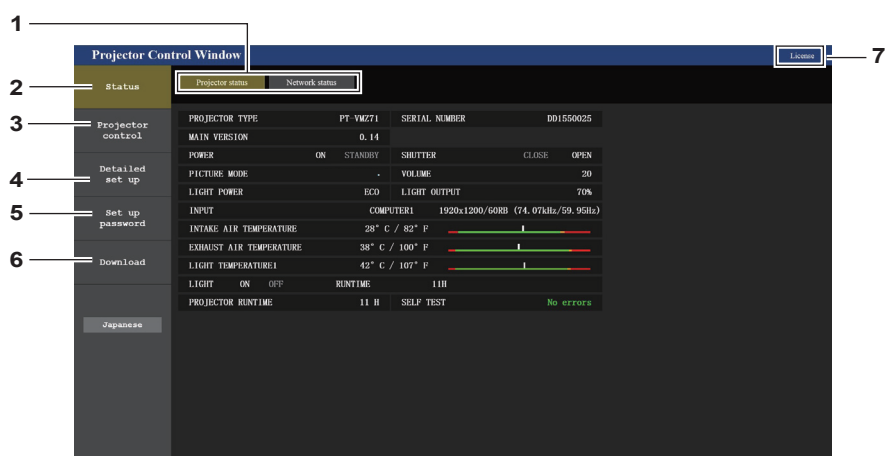 1
Projector Control Window
License
7
2
Status
Projector status
Network status
3
Projector
control
4
Detailed
set up
5
Set up
password
6
Download
Japanese
PROJECTOR TYPE PT-VMZ71 SERIAL NUMBER DD1550025
MAIN VERSION 0.14
POWER ON STANDBY SHUTTER CLOSE OPEN
PICTURE MODE - VOLUME 20
LIGHT POWER ECO LIGHT OUTPUT 70%
INPUT COMPUTER1 1920x1200/60RB (74.07kHz/59.95Hz)
INTAKE AIR TEMPERATURE 28° C / 82° F
EXHAUST AIR TEMPERATURE 38° C / 100° F
LIGHT TEMPERATURE1 42° C / 107° F
LIGHT ON OFF RUNTIME 11H
PROJECTOR RUNTIME 11 H SELF TEST No errors